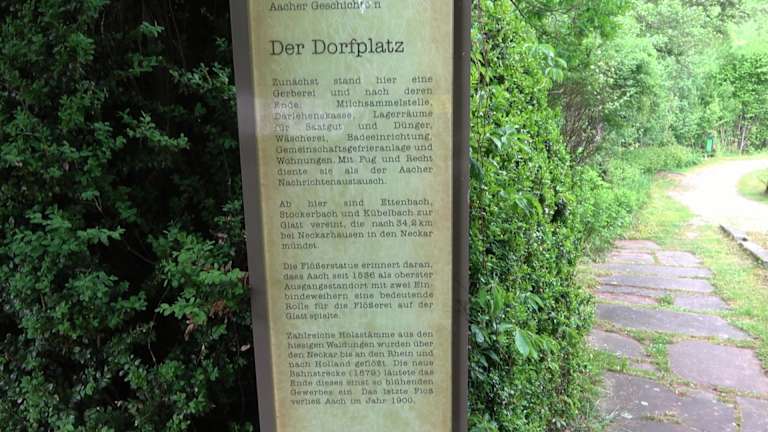 Aacher Geschichte n
Der Dorfplatz
Zunächst stand hier eine
Gerberei und nach deren
Ende, Milchsammelstelle,
Darlehenskasse, Lagerräume
für Saatgut und Dünger,
Wäscherei, Badeeinrichtung,
Gemeinschaftsgefrieranlage und
Wohnungen. Mit Fug und Recht
diente sie als der Aacher
Nachrichtenaustausch.
Ab hier sind Ettenbach,
Stockerbach und Kübelbach zur
Glatt vereint, die nach 34,2 km
bei Neckarhausen in den Neckar
mündet.
Die Flößerstatue erinnert daran,
dass Aach seit 1536 als oberster
Ausgangsstandort mit zwei Ein-
bindeweihern eine bedeutende
Rolle für die Flößerei auf der
Glatt spielte.
Zahlreiche Holzstämme aus den
hiesigen Waldungen wurden über
den Neckar bis an den Rhein und
nach Holland geflößt. Die neue
Bahnstrecke (1879) läutete das
Ende dieses einst so blühenden
Gewerbes ein. Das letzte Floß
verließ Aach im Jahr 1900.